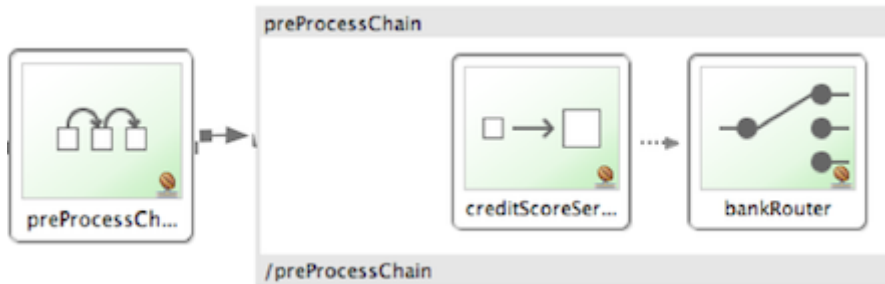 preProcessChain
preProcessCh...
creditScoreSer...
bankRouter
/preProcessChain